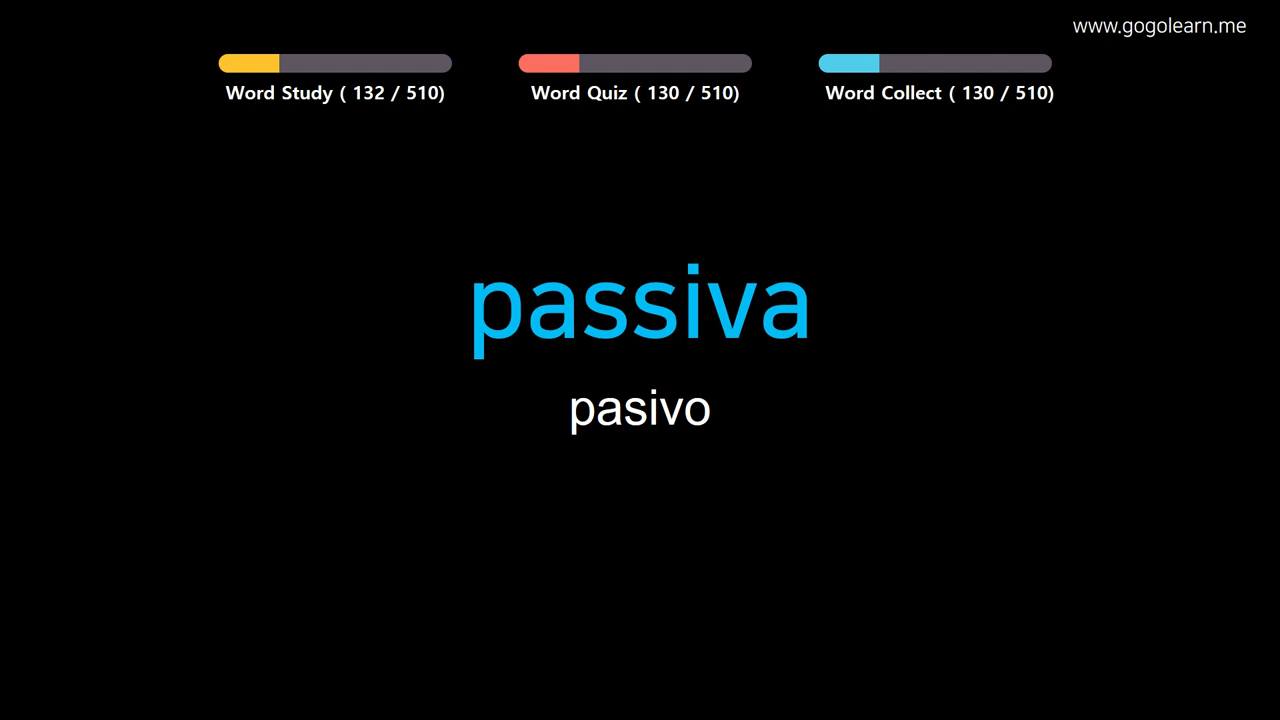 www.gogolearn.me
Word Study ( 132 / 510)
Word Quiz ( 130 / 510)
Word Collect ( 130 / 510)
passiva
pasivo